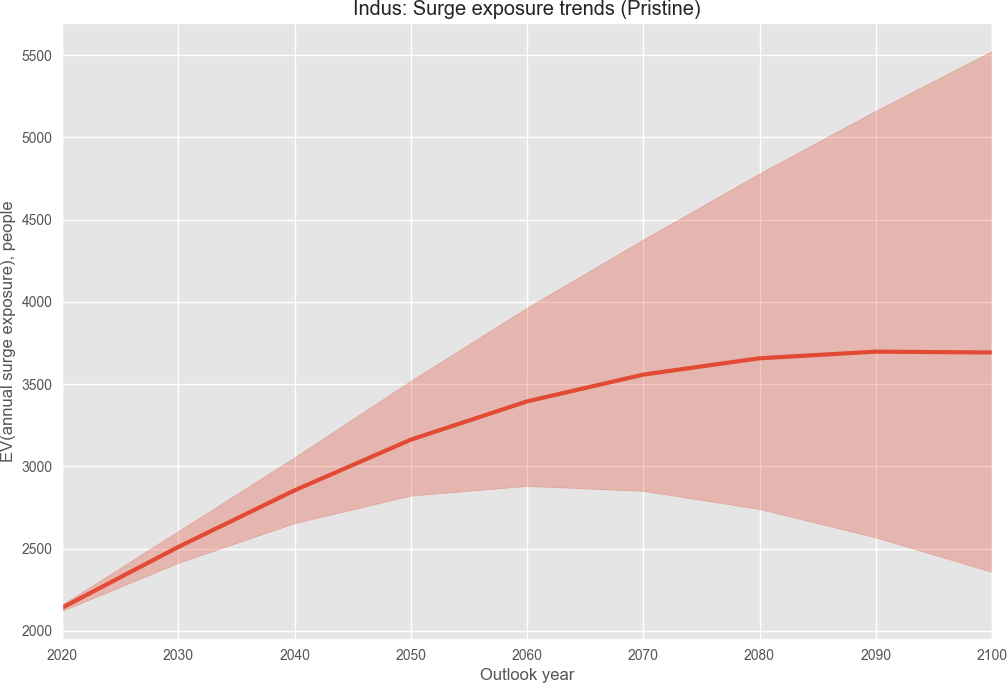 Indus: Surge exposure trends (Pristine)
5500
5000
4500
4000
3500
3000
2500
2000
EV(annual surge exposure), people
2020 2030 2040 2050 2060 2070 2080 2090 2100
Outlook year